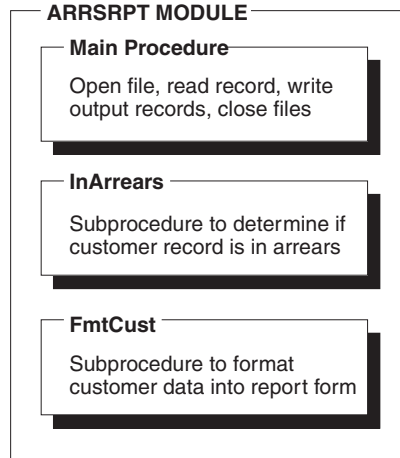 ARRSRPT MODULE
Main Procedure
Open file, read record, write
output records, close files
InArrears
Subprocedure to determine if
customer record is in arrears
FmtCust
Subprocedure to format
customer data into report form